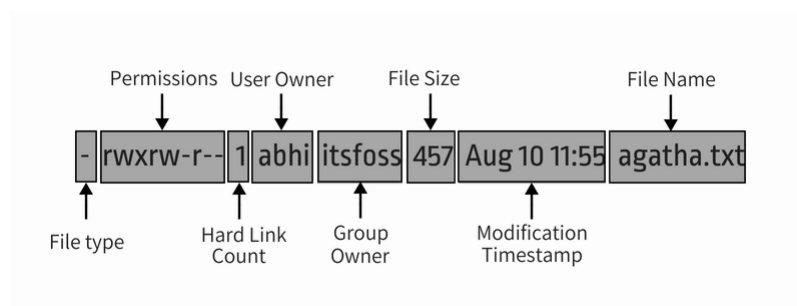 Permissions User Owner File Size File Name
- rwxrw-r-- 1 abhi itsfoss 457 Aug 10 11:55 agatha.txt
File type
Hard Link
Count
Group
Owner
Modification
Timestamp